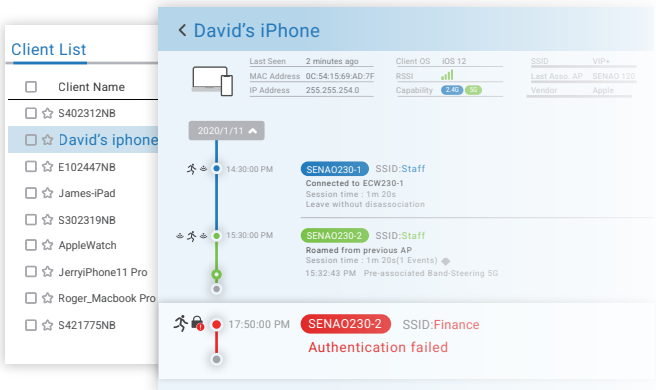 Client List
Client Name
S402312NB
David's iphone
E102447NB
James-iPad
S302319NB
AppleWatch
JerryiPhone11 Pro
Roger_Macbook Pro
S421775NB
< David's iPhone
Last Seen 2 minutes ago
MAC Address 0C:54:15:69:AD:7F
IP Address 255.255.254.0
Client OS iOS 12
RSSI
Capability 2.4G 5G
SSID VIP+
Last Asso. AP SENAO 120
Vendor Apple
2020/1/11
14:30:00 PM SENAO230-1 SSID:Staff
Connected to ECW230-1
Session time : 1m 20s
Leave without disassociation
15:30:00 PM SENAO230-2 SSID:Staff
Roamed from previous AP
Session time : 1m 20s(1 Events)
15:32:43 PM Pre-associated Band-Steering 5G
17:50:00 PM SENAO230-2 SSID:Finance
Authentication failed